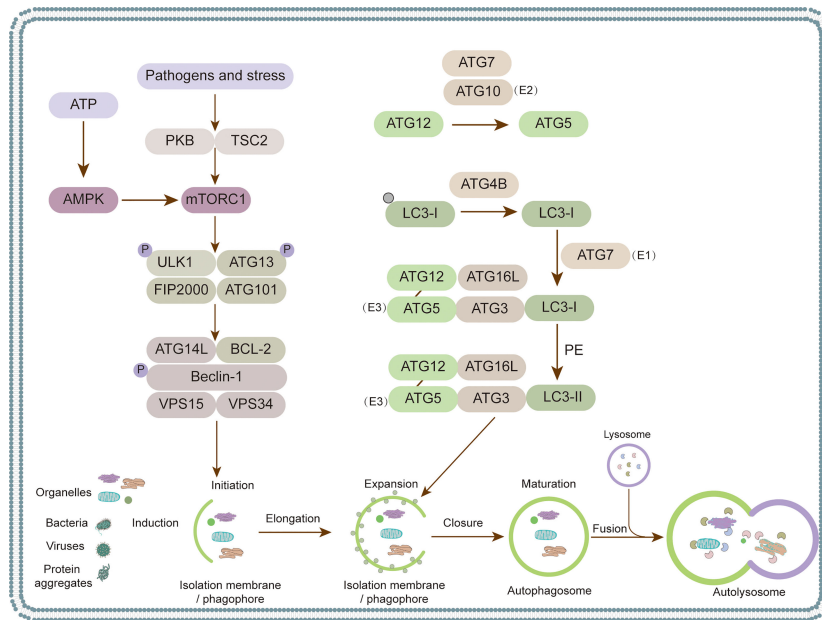 Pathogens and stress
ATP
PKB
TSC2
AMPK
mTORC1
P
P
ULK1
ATG13
FIP2000
ATG101
ATG14L
BCL-2
P
Beclin-1
VPS15
VPS34
ATG7
ATG10
(E2)
ATG12
ATG5
ATG4B
LC3-I
LC3-I
ATG7
(E1)
ATG12
ATG16L
(E3)
ATG5
ATG3
LC3-I
PE
ATG12
ATG16L
(E3)
ATG5
ATG3
LC3-II
Lysosome
Organelles
Bacteria
Viruses
Protein
aggregates
Induction
Initiation
Isolation membrane
/ phagophore
Elongation
Expansion
Isolation membrane
/ phagophore
Closure
Maturation
Autophagosome
Fusion
Autolysosome